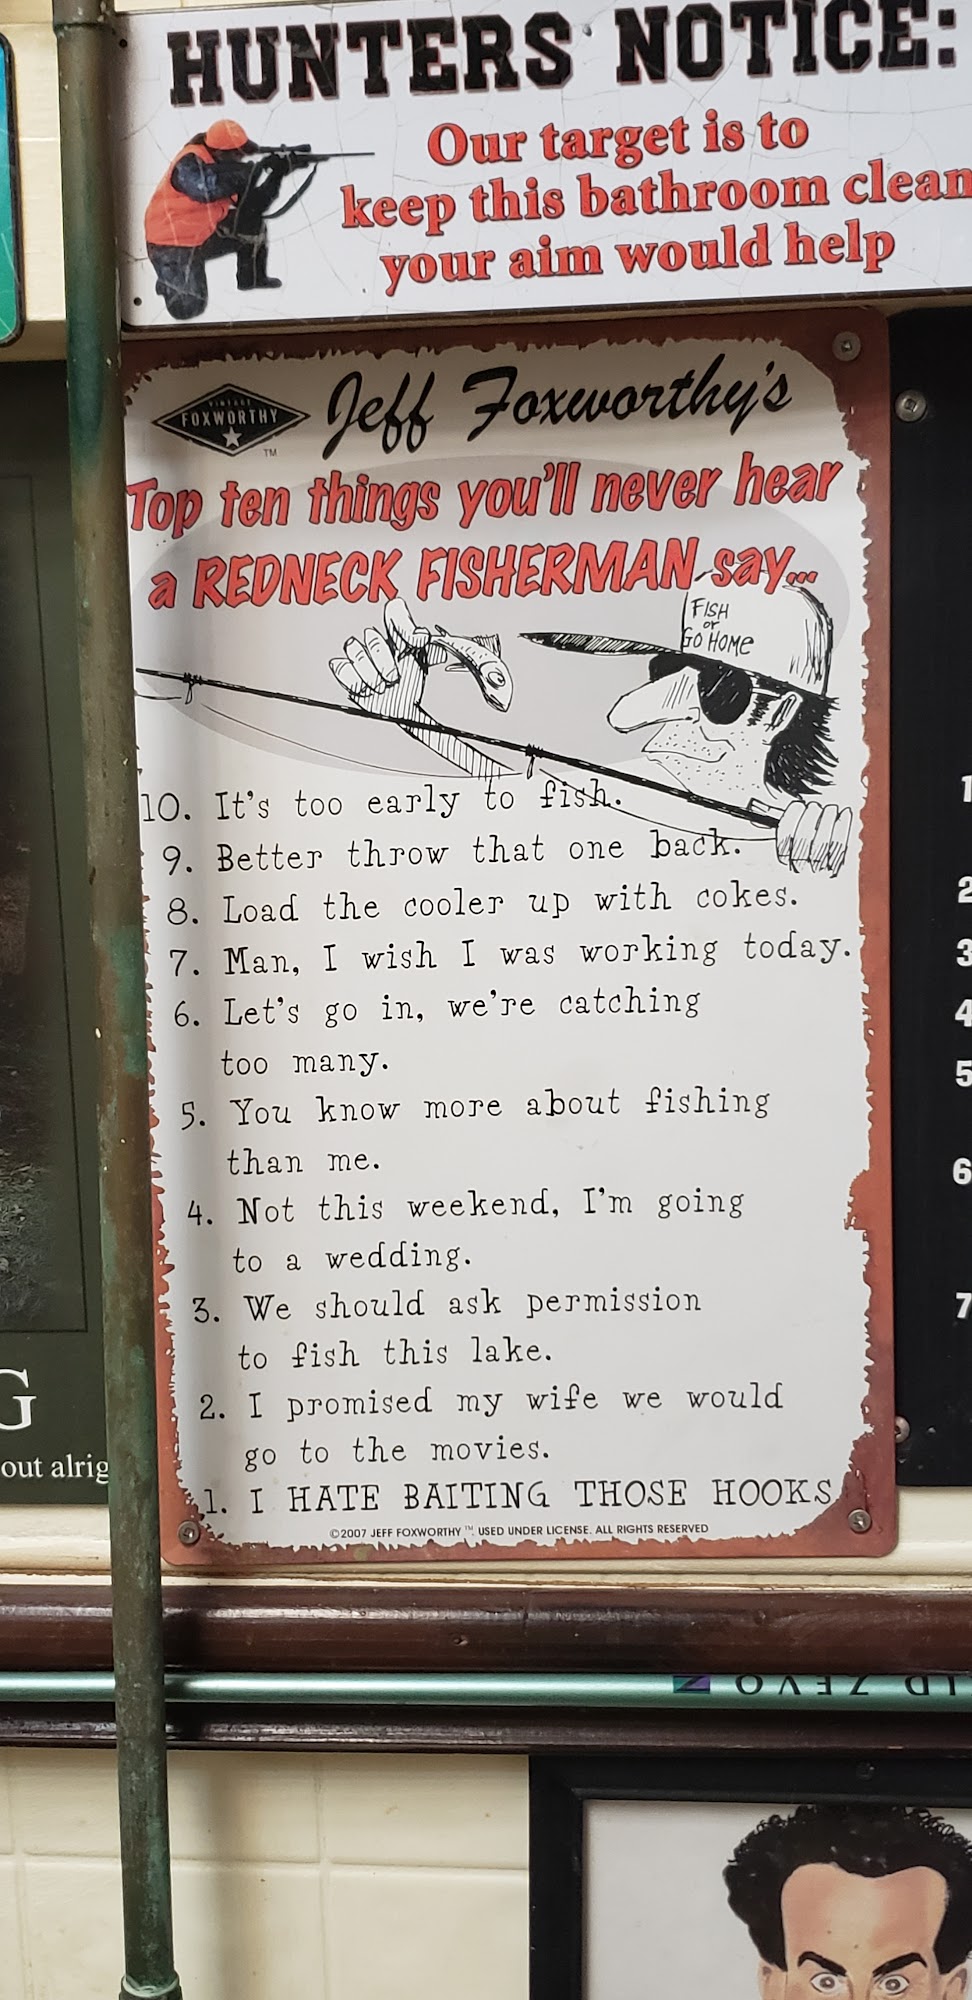 HUNTERS NOTICE:
Our target is to
keep this bathroom clean
your aim would help
VINTAGE
FOXWORTHY
TM
Jeff Foxworthy's
Top ten things you'll never hear
a REDNECK FISHERMAN say...
FISH
or
GO HOME
10. It's too early to fish.
9. Better throw that one back.
8. Load the cooler up with cokes.
7. Man, I wish I was working today.
6. Let's go in, we're catching
too many.
5. You know more about fishing
than me.
4. Not this weekend, I'm going
to a wedding.
3. We should ask permission
to fish this lake.
2. I promised my wife we would
go to the movies.
1. I HATE BAITING THOSE HOOKS
©2007 JEFF FOXWORTHY™ USED UNDER LICENSE. ALL RIGHTS RESERVED
G
out alrig
1
2
3
4
5
6
7
ZEVO